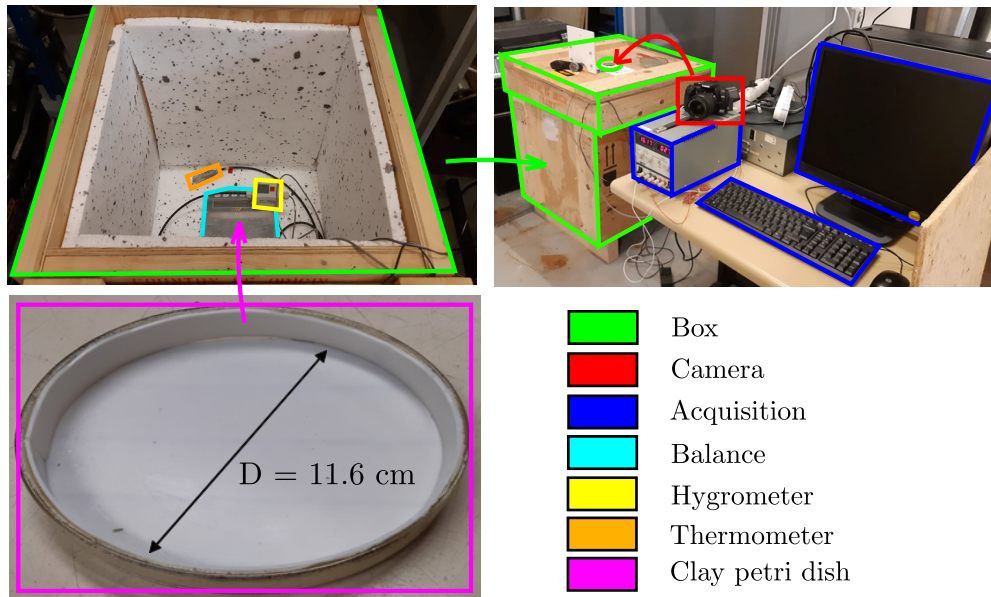 D = 11.6 cm
Box
Camera
Acquisition
Balance
Hygrometer
Thermometer
Clay petri dish